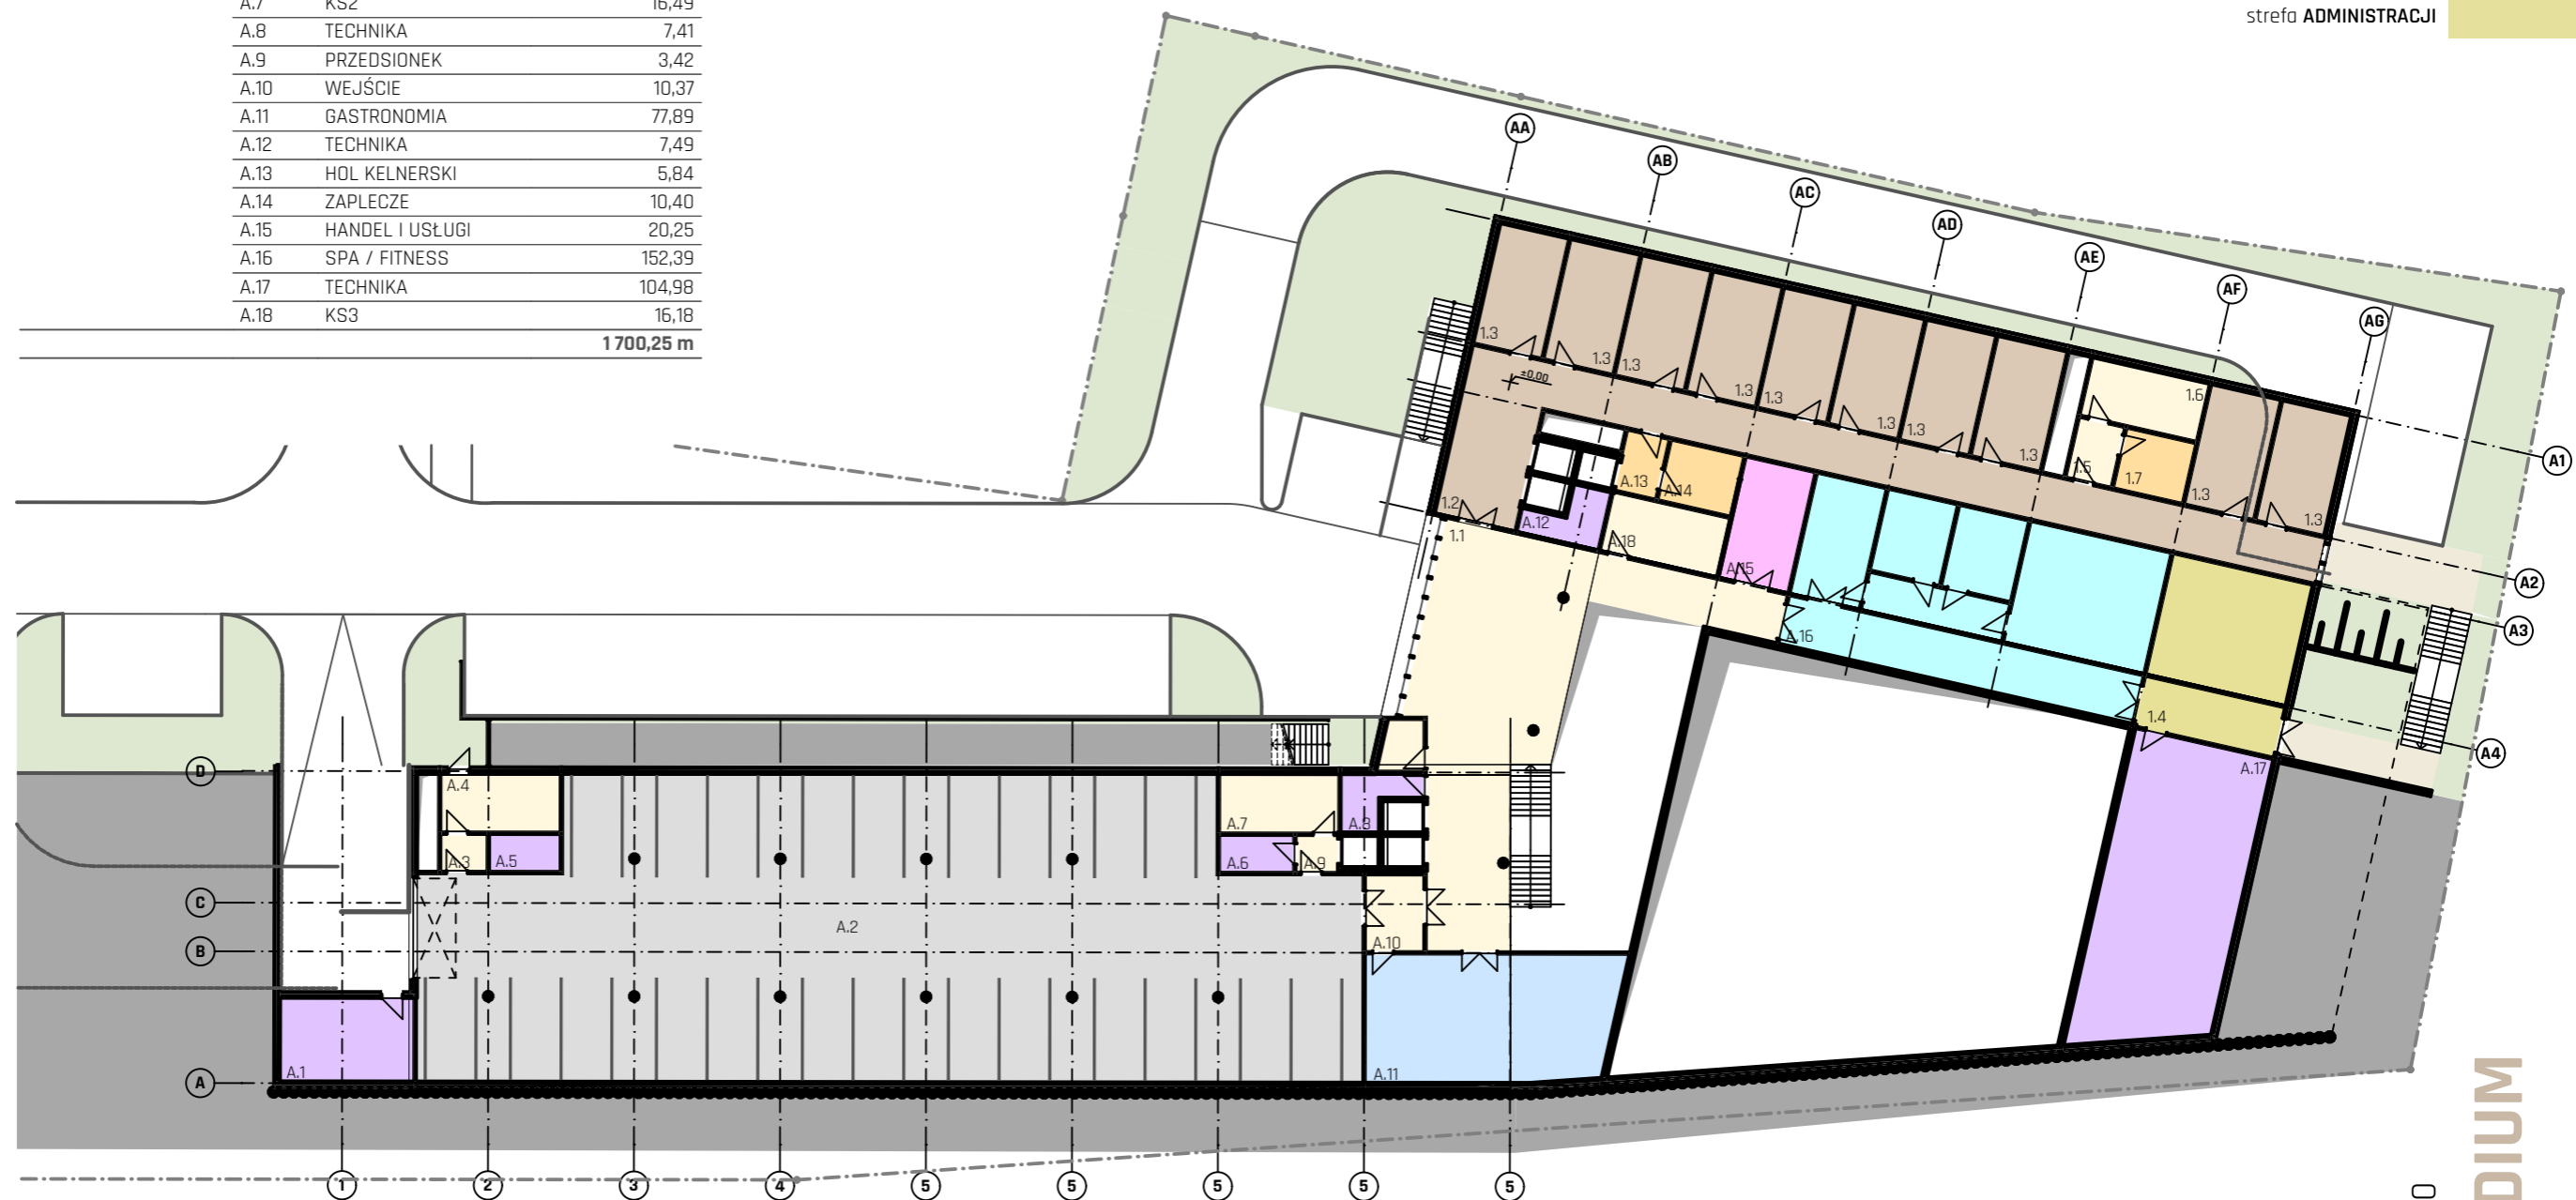 A.7 KS2 16,49
strefa ADMINISTRACJI
A.8 TECHNIKA 7,41
A.9 PRZEDSIONEK 3,42
A.10 WEJŚCIE 10,37
A.11 GASTRONOMIA 77,89
A.12 TECHNIKA 7,49
A.13 HOL KELNERSKI 5,84
A.14 ZAPLECZE 10,40
A.15 HANDEL I USŁUGI 20,25
A.16 SPA / FITNESS 152,39
A.17 TECHNIKA 104,98
A.18 KS3 16,18
1 700,25 m
AA
AB
AC
AD
AE
AF
AG
1.3
1.3 1.3
1.3 1.3
1.3 1.3
1.3
±0,00
1.6
1.5
1.7
1.3
1.3
A1
A2
A3
A4
A.13
A.14
1.2
A.12
1.1
A.18
A.15
A.16
1.4
A.17
D
C
B
A
A.4
A.3
A.5
A.7
A.8
A.6
A.9
A.2
A.10
A.1
A.11
1
2
3
4
5
5
5
5
5
DIUM